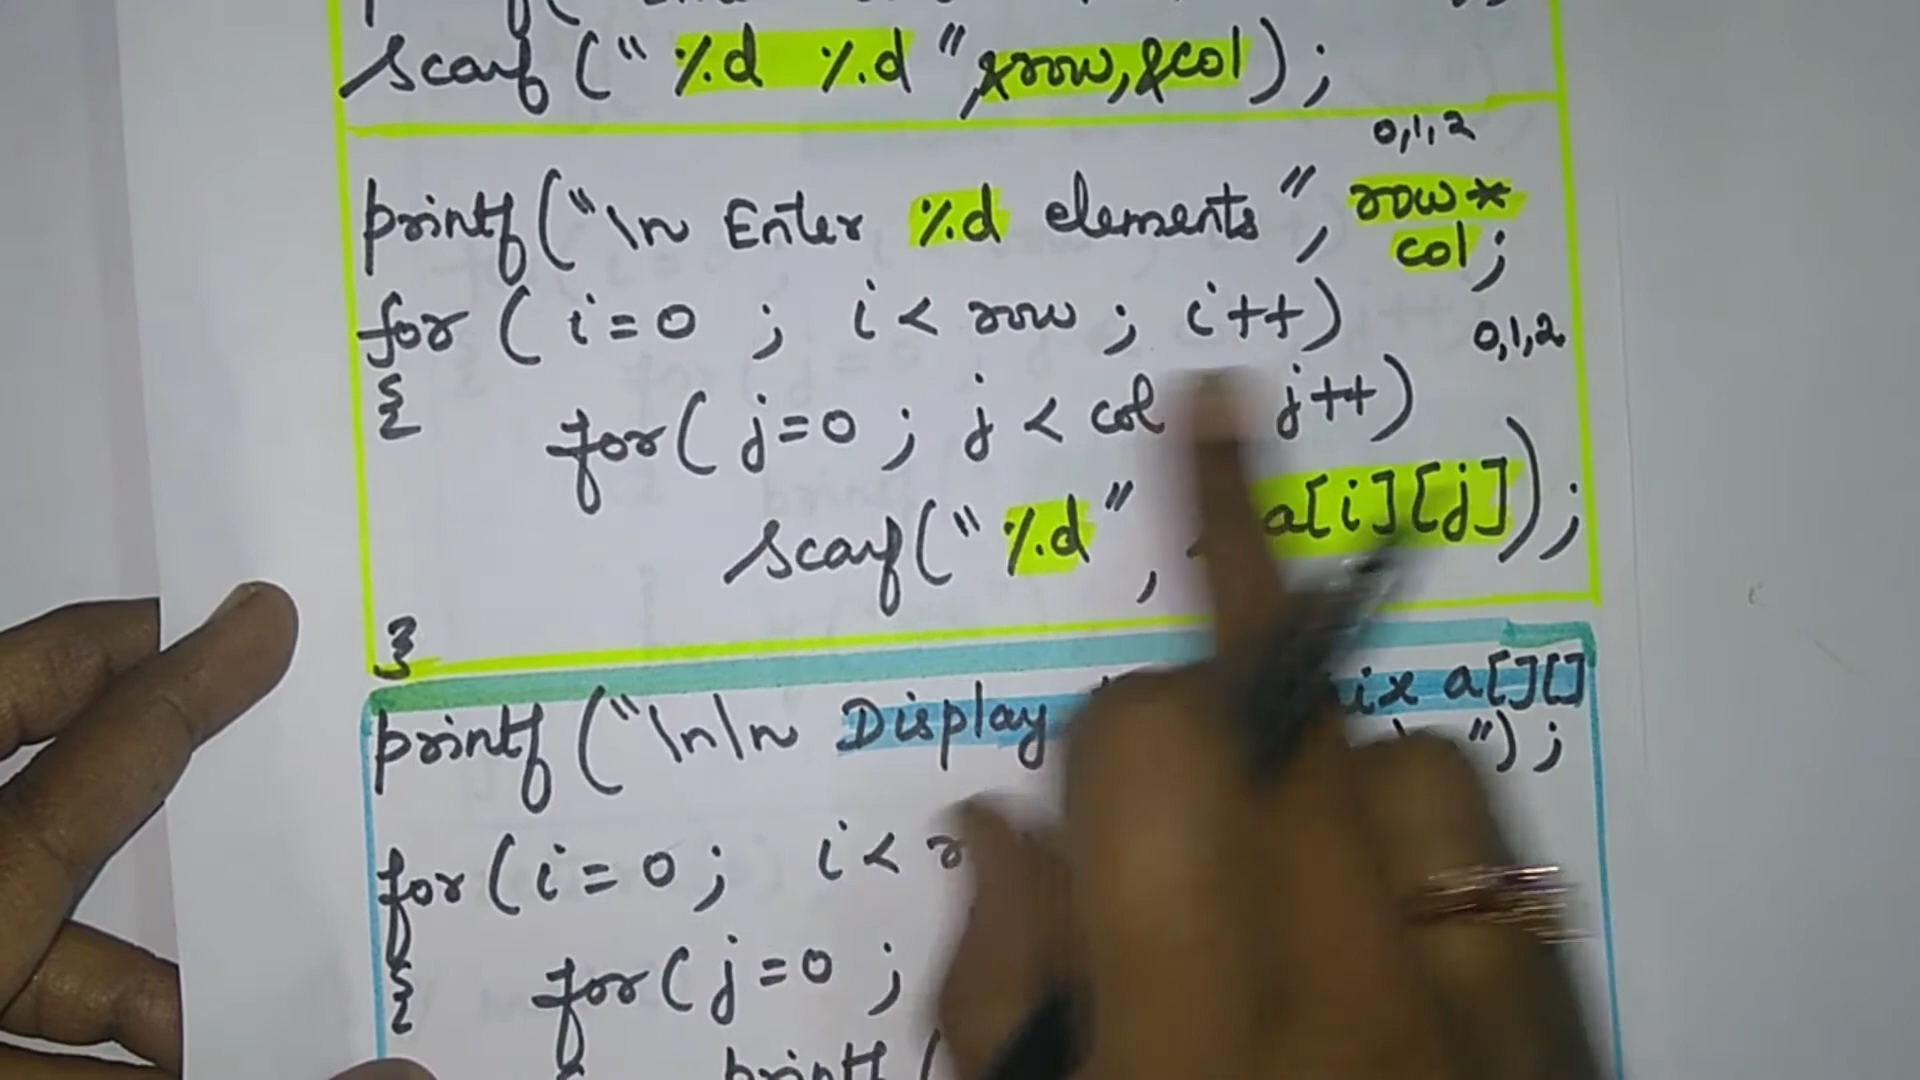 scanf ("%d %d", &row, &col);
0,1,2
printf("\n Enter %d elements", row*
col;
for ( i=0 ; i< row ; i++)
0,1,2
{ for( j=0 ; j < col j++)
scanf("%d", a[i][j]);
}
printf ("\n\n Display a[][]
");
for( i = 0; i<
{ for( j=0 ;
printf (